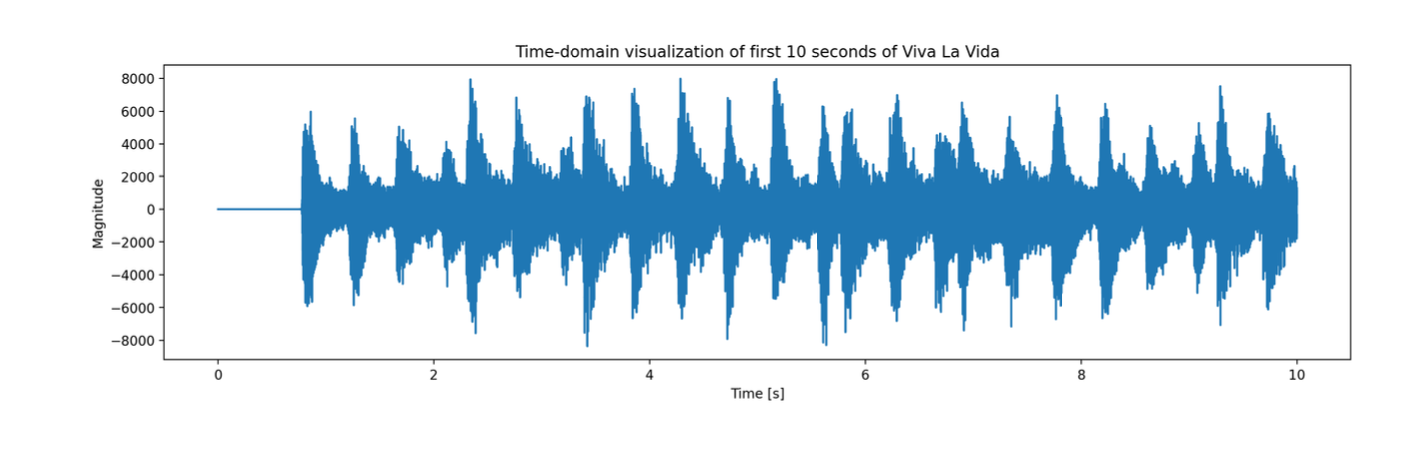 Time-domain visualization of first 10 seconds of Viva La Vida
8000
6000
4000
2000
0
−2000
−4000
−6000
−8000
Magnitude
0 2 4 6 8 10
Time [s]